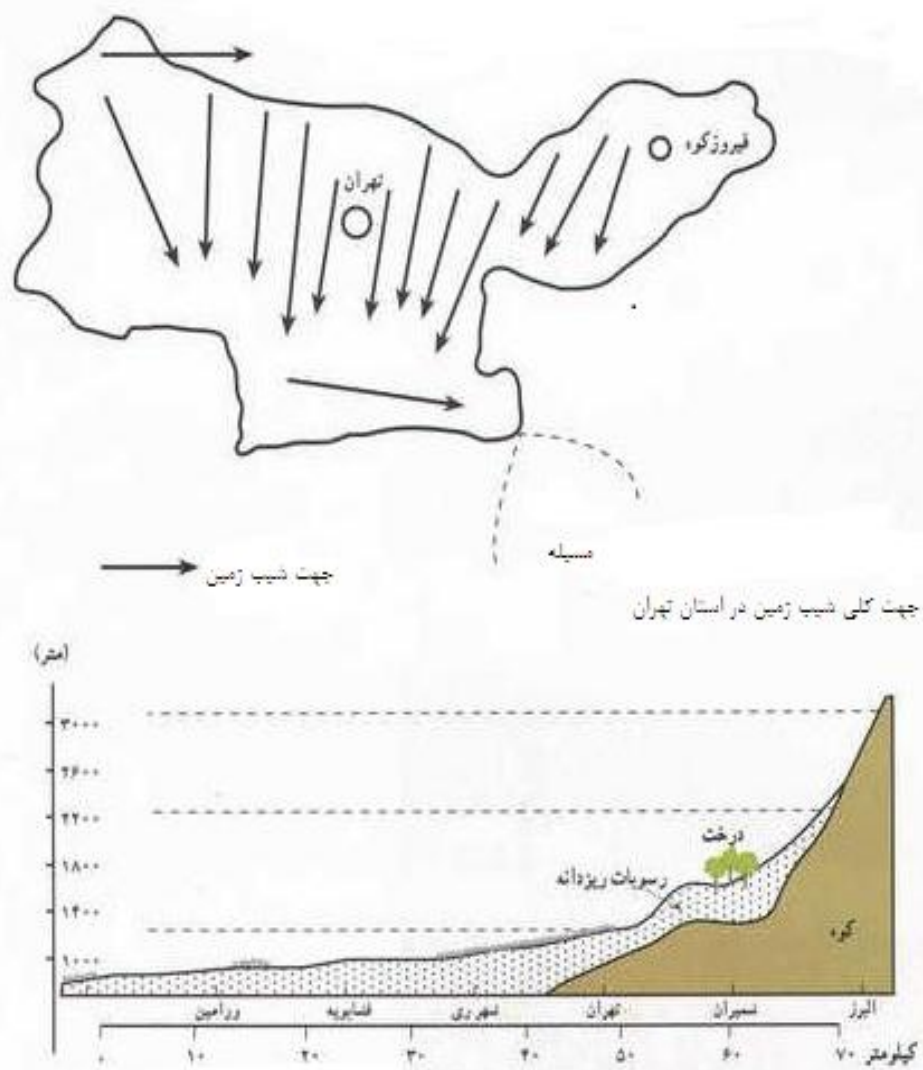 فیروزکوه
تهران
مسیله
جهت شیب زمین
جهت کلی شیب زمین در استان تهران
(متر)
۳۰۰۰
۲۶۰۰
۲۲۰۰
۱۸۰۰
۱۴۰۰
۱۰۰۰
درخت
رسوبات ریزدانه
کوه
ورامین
قشایویه
شهرری
تهران
شمیران
البرز
۰ ۱۰ ۲۰ ۳۰ ۴۰ ۵۰ ۶۰ ۷۰ کیلومتر